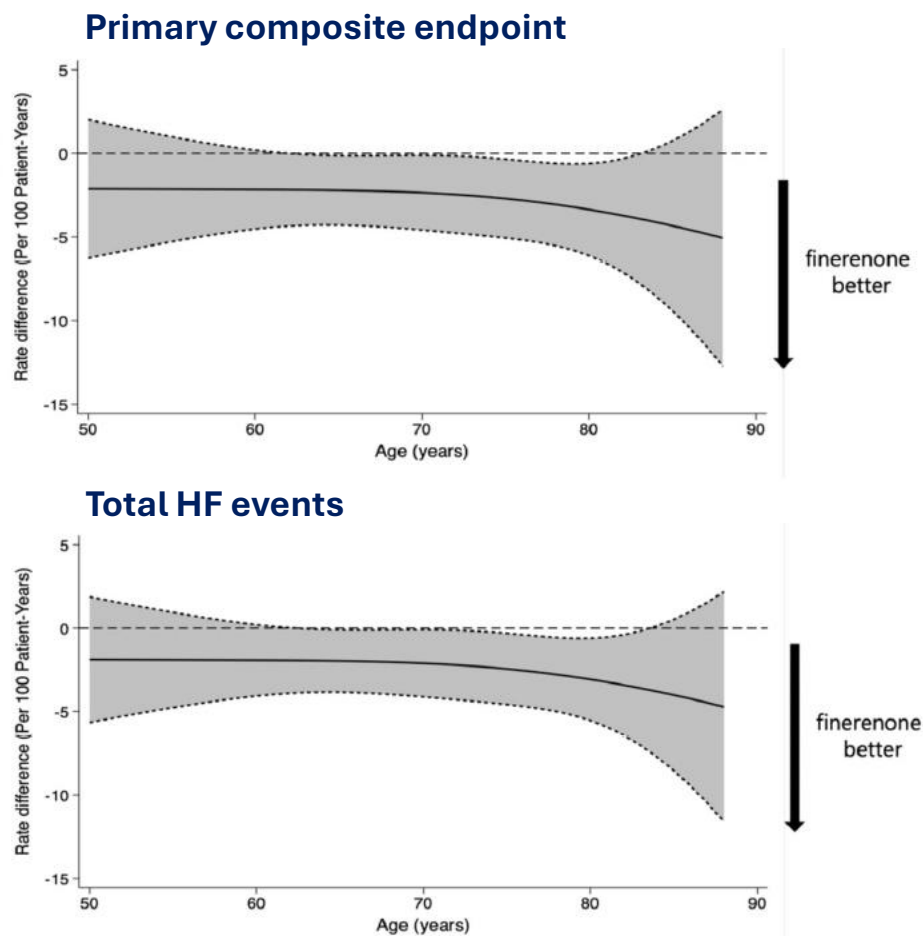 Primary composite endpoint
Rate difference (Per 100 Patient-Years)
5
0
-5
-10
-15
50 60 70 80 90
Age (years)
finerenone
better
Total HF events
Rate difference (Per 100 Patient-Years)
5
0
-5
-10
-15
50 60 70 80 90
Age (years)
finerenone
better